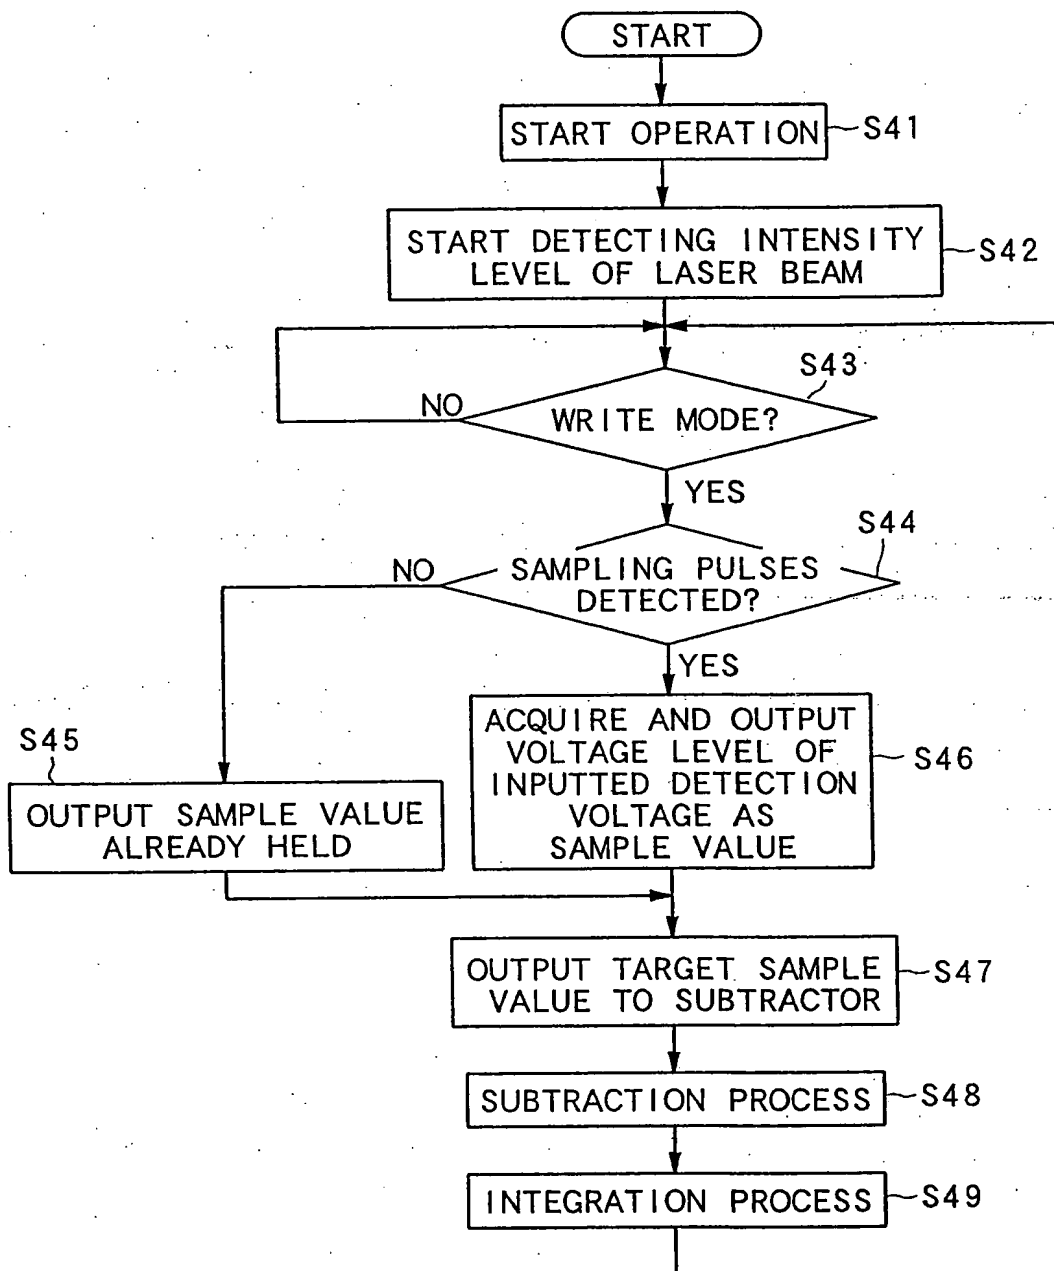 START
START OPERATION
S41
START DETECTING INTENSITY
LEVEL OF LASER BEAM
S42
S43
NO
WRITE MODE?
YES
S44
NO
SAMPLING PULSES
DETECTED?
YES
S45
OUTPUT SAMPLE VALUE
ALREADY HELD
ACQUIRE AND OUTPUT
VOLTAGE LEVEL OF
INPUTTED DETECTION
VOLTAGE AS
SAMPLE VALUE
S46
OUTPUT TARGET SAMPLE
VALUE TO SUBTRACTOR
S47
SUBTRACTION PROCESS
S48
INTEGRATION PROCESS
S49